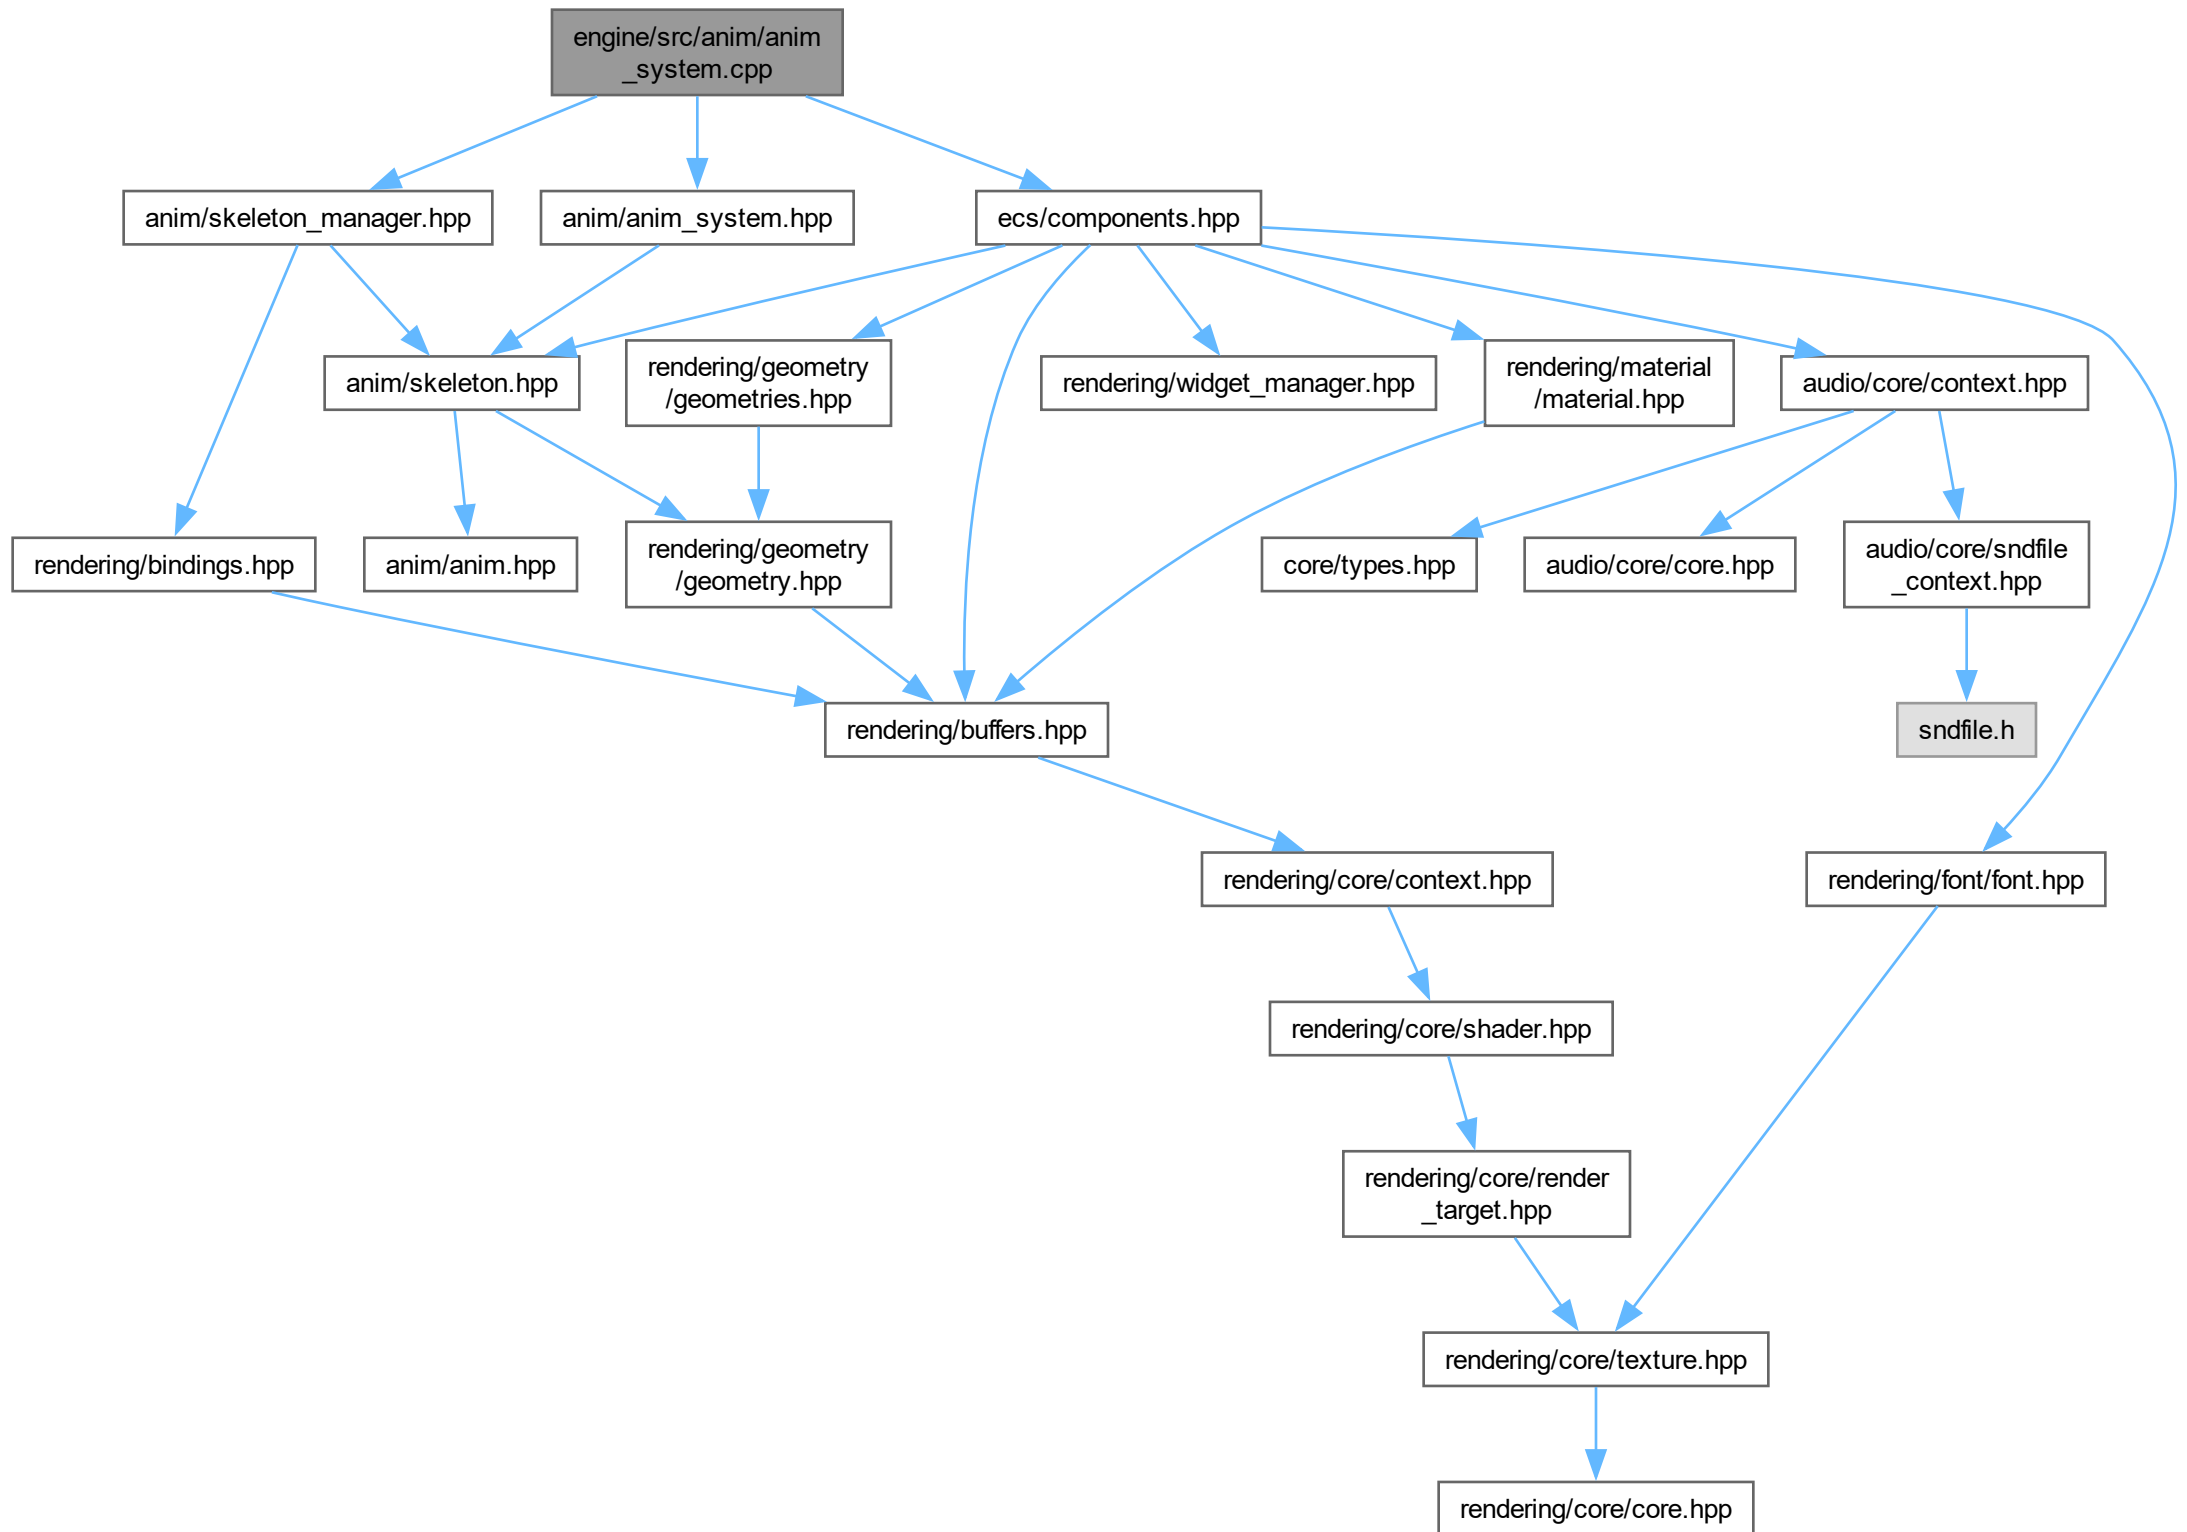 engine/src/anim/anim
_system.cpp
anim/skeleton_manager.hpp
anim/anim_system.hpp
ecs/components.hpp
anim/skeleton.hpp
rendering/geometry
/geometries.hpp
rendering/widget_manager.hpp
rendering/material
/material.hpp
audio/core/context.hpp
rendering/bindings.hpp
anim/anim.hpp
rendering/geometry
/geometry.hpp
core/types.hpp
audio/core/core.hpp
audio/core/sndfile
_context.hpp
rendering/buffers.hpp
sndfile.h
rendering/core/context.hpp
rendering/font/font.hpp
rendering/core/shader.hpp
rendering/core/render
_target.hpp
rendering/core/texture.hpp
rendering/core/core.hpp